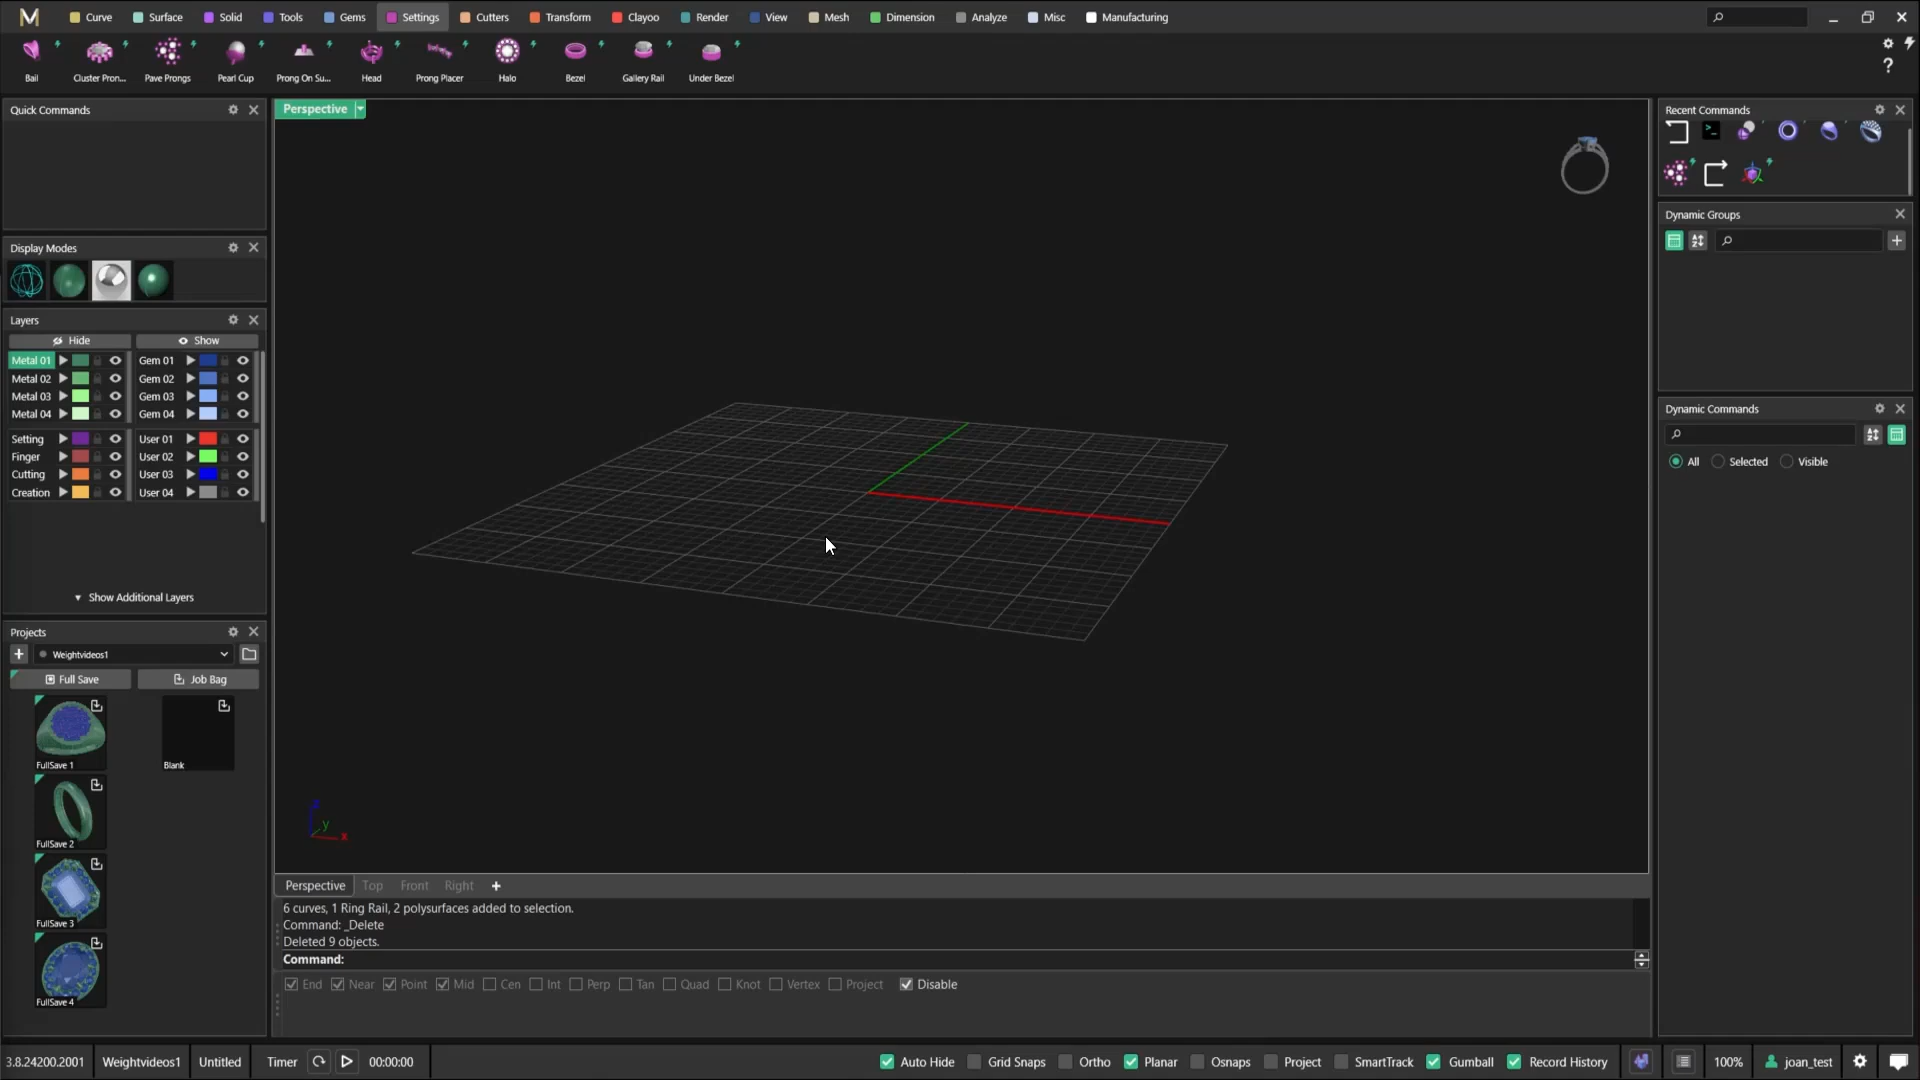 Curve Surface Solid Tools Gems Settings Cutters Transform Clayoo Render View Mesh Dimension Analyze Misc Manufacturing
Bail Cluster Pron... Pave Prongs Pearl Cup Prong On Su... Head Prong Placer Halo Bezel Gallery Rail Under Bezel
Quick Commands
Perspective
Recent Commands
Dynamic Groups
Display Modes
Layers
Hide Show
Metal 01 Gem 01
Metal 02 Gem 02
Metal 03 Gem 03
Metal 04 Gem 04
Setting User 01
Finger User 02
Cutting User 03
Creation User 04
Show Additional Layers
Dynamic Commands
All Selected Visible
Projects
Weightvideos1
Full Save Job Bag
FullSave 1 Blank
FullSave 2
FullSave 3
FullSave 4
y
x
Perspective Top Front Right
6 curves, 1 Ring Rail, 2 polysurfaces added to selection.
Command: _Delete
Deleted 9 objects.
Command:
End Near Point Mid Cen Int Perp Tan Quad Knot Vertex Project Disable
3.8.24200.2001 Weightvideos1 Untitled Timer 00:00:00 Auto Hide Grid Snaps Ortho Planar Osnaps Project SmartTrack Gumball Record History 100% joan_test